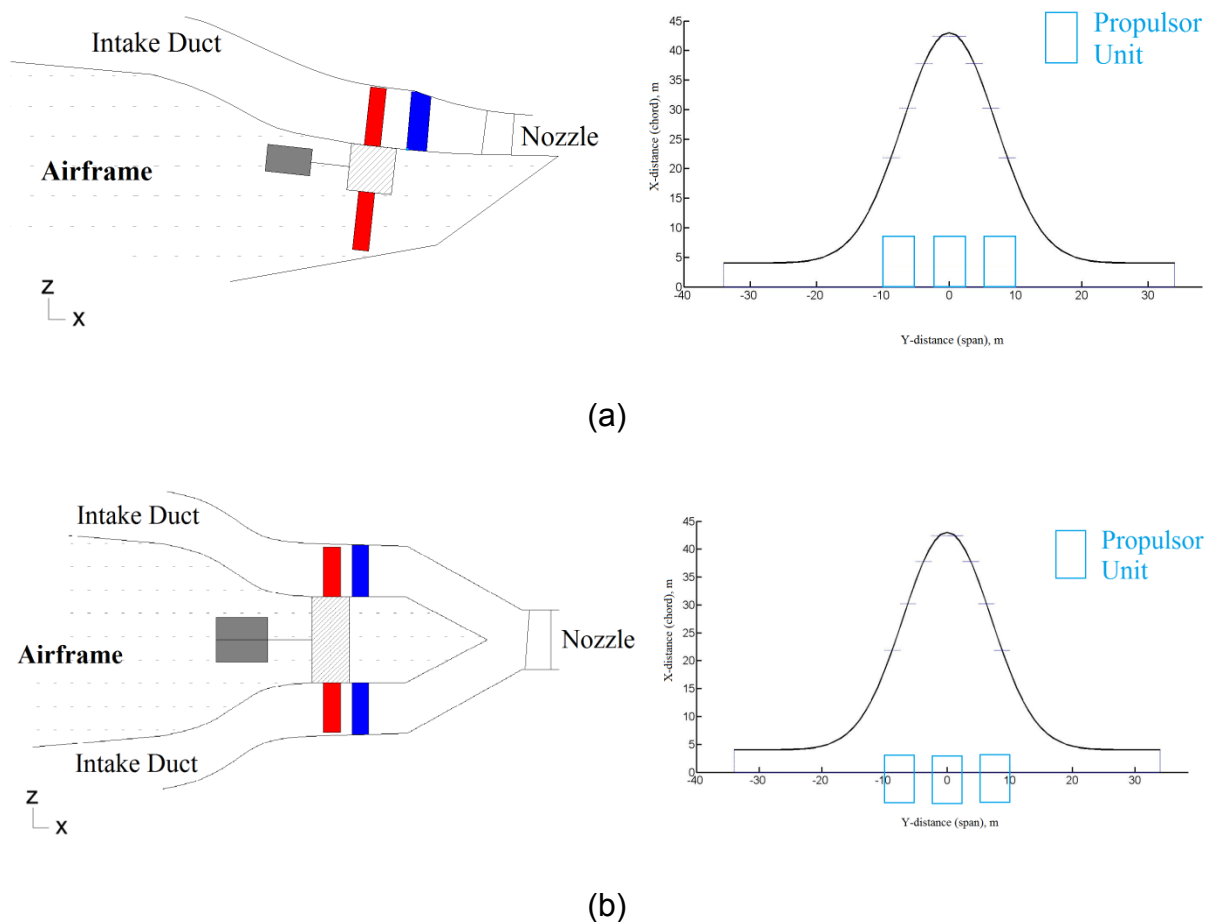 Intake Duct
Airframe
Nozzle
z
x
45
40
35
30
25
20
15
10
5
0
-40
-30
-20
-10
0
10
20
30
X-distance (chord), m
Y-distance (span), m
Propulsor
Unit
(a)
Intake Duct
Airframe
Nozzle
Intake Duct
z
x
45
40
35
30
25
20
15
10
5
0
-40
-30
-20
-10
0
10
20
30
X-distance (chord), m
Y-distance (span), m
Propulsor
Unit
(b)